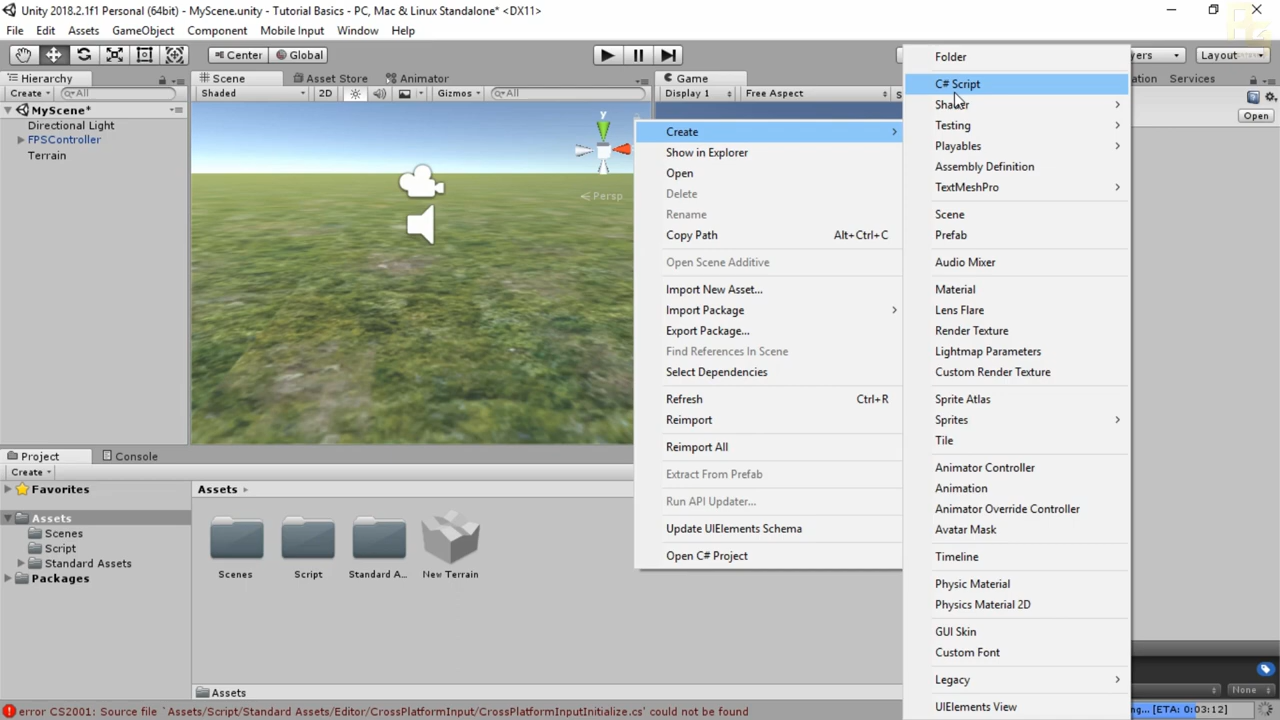 Unity 2018.2.1f1 Personal (64bit) - MyScene.unity - Tutorial Basics - PC, Mac & Linux Standalone* <DX11>
File Edit Assets GameObject Component Mobile Input Window Help
Center Global Layout
Hierarchy
Create All
MyScene*
Directional Light
FPSController
Terrain
Scene Asset Store Animator
Shaded 2D Gizmos All
y
Persp
Game
Display 1 Free Aspect
Services
Open
Create
Show in Explorer
Open
Delete
Rename
Copy Path Alt+Ctrl+C
Open Scene Additive
Import New Asset...
Import Package
Export Package...
Find References In Scene
Select Dependencies
Refresh Ctrl+R
Reimport
Reimport All
Extract From Prefab
Run API Updater...
Update UIElements Schema
Open C# Project
Folder
C# Script
Shader
Testing
Playables
Assembly Definition
TextMeshPro
Scene
Prefab
Audio Mixer
Material
Lens Flare
Render Texture
Lightmap Parameters
Custom Render Texture
Sprite Atlas
Sprites
Tile
Animator Controller
Animation
Animator Override Controller
Avatar Mask
Timeline
Physic Material
Physics Material 2D
GUI Skin
Custom Font
Legacy
UIElements View
Project Console
Create
Favorites
Assets
Scenes
Script
Standard Assets
Packages
Assets
Scenes Script Standard A... New Terrain
Assets
None
error CS2001: Source file `Assets/Script/Standard Assets/Editor/CrossPlatformInput/CrossPlatformInputInitialize.cs' could not be found
ETA: 0:03:12)